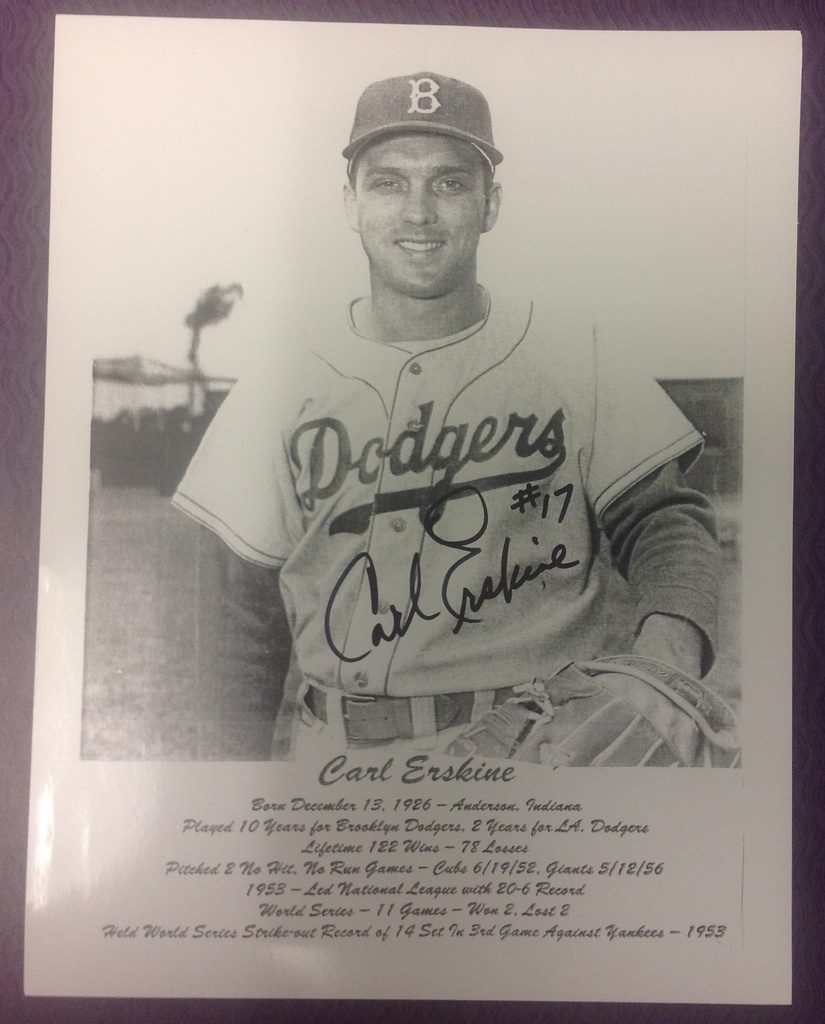 B
Dodgers
#17
Carl Erskine
Carl Erskine
Born December 13, 1926 – Anderson, Indiana
Played 10 Years for Brooklyn Dodgers, 2 Years for LA. Dodgers
Lifetime 122 Wins – 78 Losses
Pitched 2 No Hit, No Run Games – Cubs 6/19/52, Giants 5/12/56
1953 – Led National League with 20-6 Record
World Series – 11 Games – Won 2, Lost 2
Held World Series Strike-out Record of 14 Set In 3rd Game Against Yankees – 1953